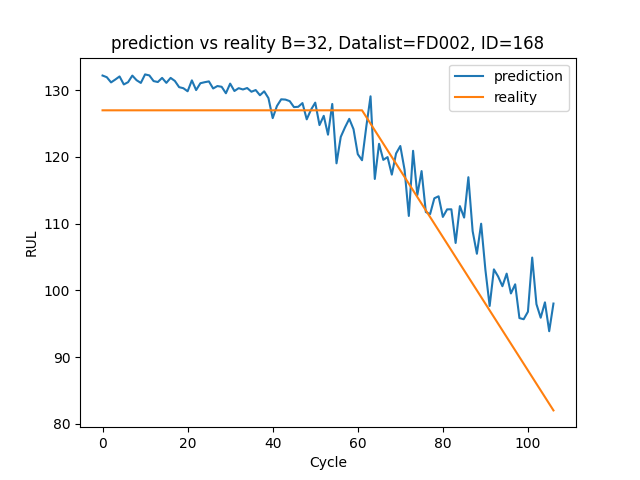 prediction vs reality B=32, Datalist=FD002, ID=168
prediction
reality
RUL
130
120
110
100
90
80
0 20 40 60 80 100
Cycle